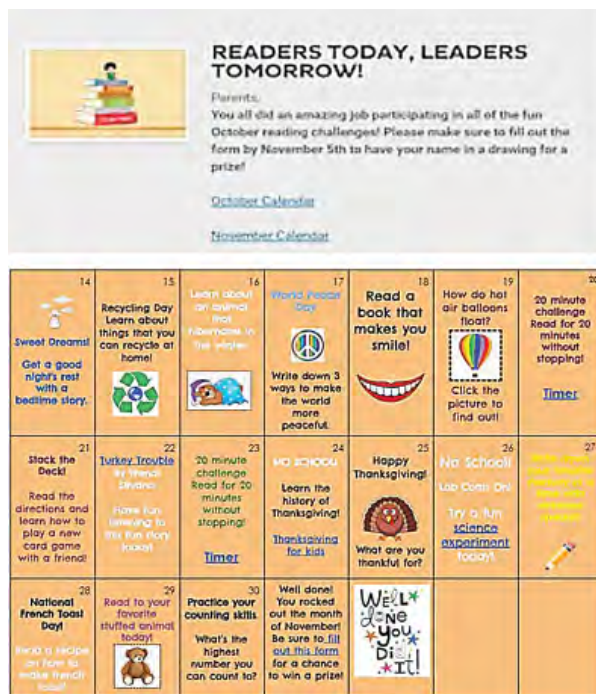 READERS TODAY, LEADERS
TOMORROW!
Parents,
You all did an amazing job participating in all of the fun
October reading challenges! Please make sure to fill out the
form by November 5th to have your name in a drawing for a
prize!
October Calendar
November Calendar
14
Sweet Dreams!
Get a good
night's rest
with a
bedtime story.
15
Recycling Day
Learn about
things that you
can recycle at
home!
16
Learn about
an animal
that
hibernates in
the winter.
17
World Peace
Day
Write down 3
ways to make
the world
more
peaceful.
18
Read a
book that
makes you
smile!
19
How do hot
air balloons
float?
Click the
picture to
find out!
20
20 minute
challenge
Read for 20
minutes
without
stopping!
Timer
21
Stack the
Deck!
Read the
directions and
learn how to
play a new
card game
with a friend!
22
Turkey Trouble
by Wendi
Silvano
Have fun
listening to
this fun story
today!
23
20 minute
challenge
Read for 20
minutes
without
stopping!
Timer
24
NO SCHOOL!
Learn the
history of
Thanksgiving!
Thanksgiving
for kids
25
Happy
Thanksgiving!
What are you
thankful for?
26
No School!
Lab Coats On!
Try a fun
science
experiment
today!
27
28
National
French Toast
Day!
Read a recipe
on how to
make french
toast!
29
Read to your
favorite
stuffed animal
today!
30
Practice your
counting skills.
What's the
highest
number you
can count to?
Well done!
You rocked
out the month
of November!
Be sure to fill
out this form
for a chance
to win a prize!
WELL
done
you
Did
it!